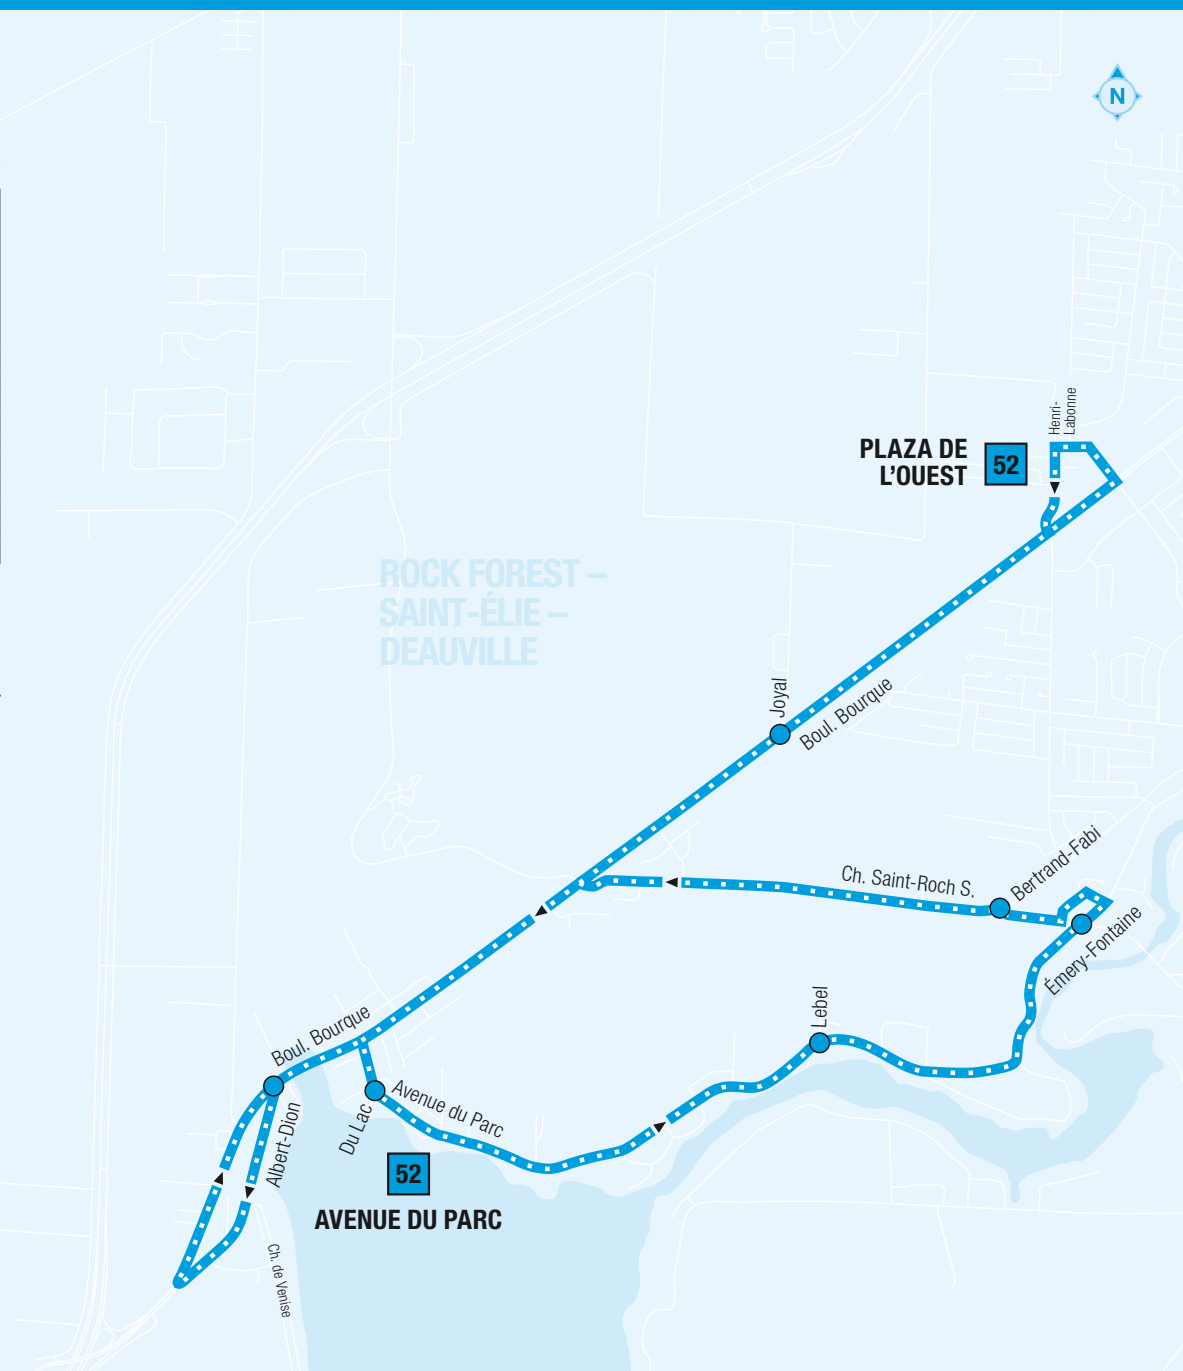 N
Henri-
Labonne
PLAZA DE
L'OUEST
52
ROCK FOREST –
SAINT-ÉLIE –
DEAUVILLE
Joyal
Boul. Bourque
Bertrand-Fabi
Ch. Saint-Roch S.
Émery-Fontaine
Lebel
Boul. Bourque
Avenue du Parc
Du Lac
Albert-Dion
52
AVENUE DU PARC
Ch. de Venise